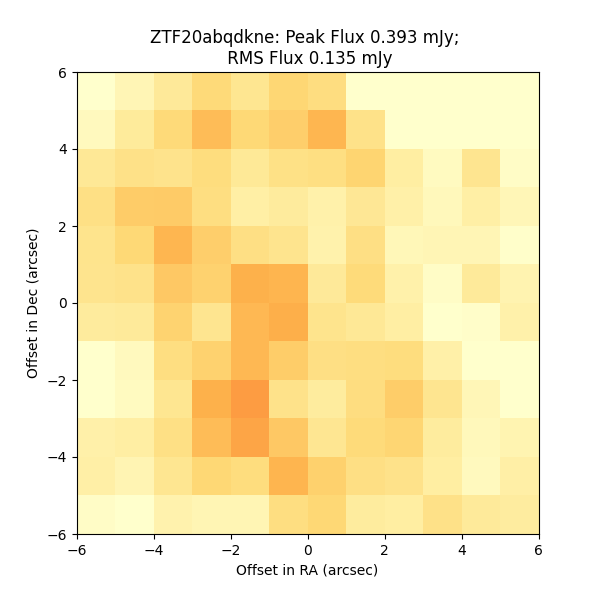 ZTF20abqdkne: Peak Flux 0.393 mJy;
RMS Flux 0.135 mJy
6
4
2
0
−2
−4
−6
Offset in Dec (arcsec)
−6 −4 −2 0 2 4 6
Offset in RA (arcsec)